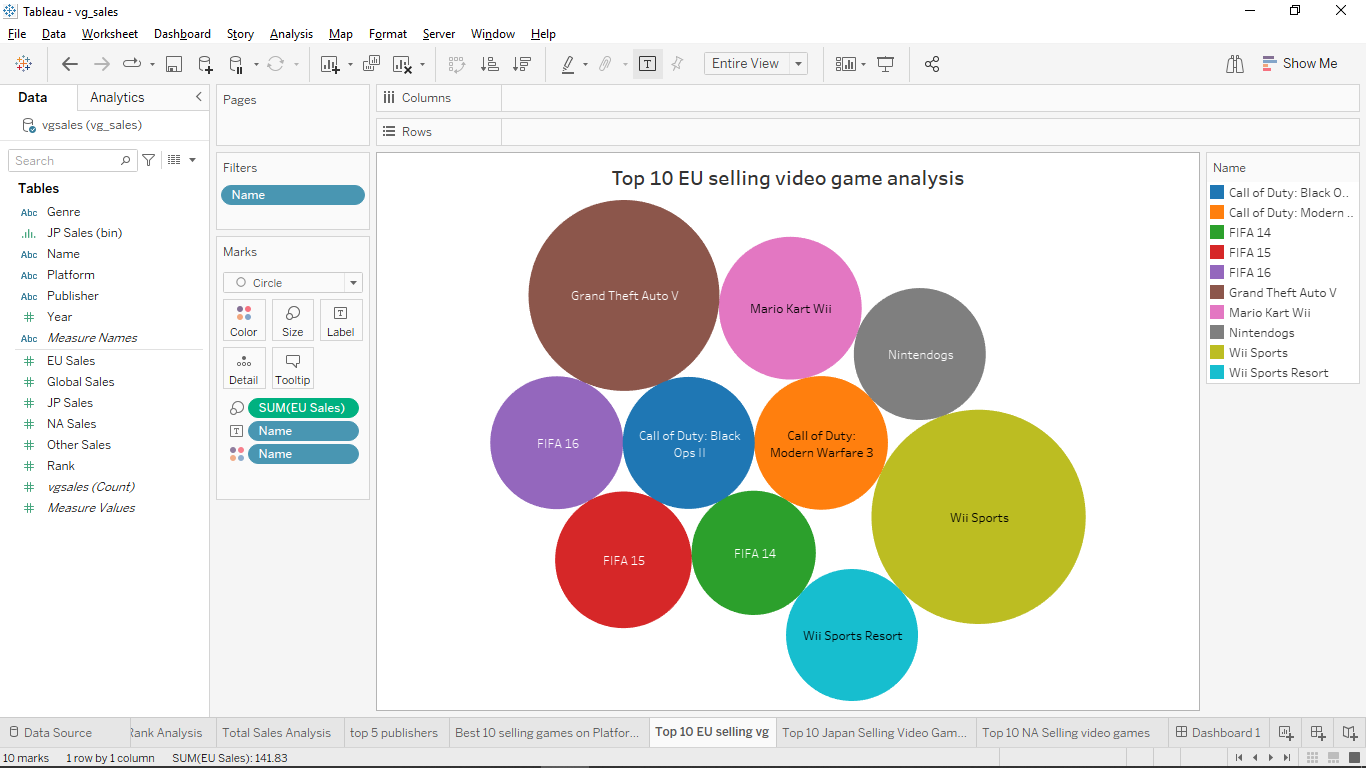 Tableau - vg_sales
File Data Worksheet Dashboard Story Analysis Map Format Server Window Help
Entire View
Show Me
Data Analytics
vgsales (vg_sales)
Search
Tables
Abc Genre
JP Sales (bin)
Abc Name
Abc Platform
Abc Publisher
Year
Abc Measure Names
EU Sales
Global Sales
JP Sales
NA Sales
Other Sales
Rank
vgsales (Count)
Measure Values
Pages
Filters
Name
Marks
Circle
Color Size Label
Detail Tooltip
SUM(EU Sales)
Name
Name
Columns
Rows
Top 10 EU selling video game analysis
Grand Theft Auto V
Mario Kart Wii
Nintendogs
FIFA 16
Call of Duty: Black
Ops II
Call of Duty:
Modern Warfare 3
Wii Sports
FIFA 15
FIFA 14
Wii Sports Resort
Name
Call of Duty: Black O..
Call of Duty: Modern ..
FIFA 14
FIFA 15
FIFA 16
Grand Theft Auto V
Mario Kart Wii
Nintendogs
Wii Sports
Wii Sports Resort
Data Source Rank Analysis Total Sales Analysis top 5 publishers Best 10 selling games on Platfor... Top 10 EU selling vg Top 10 Japan Selling Video Gam... Top 10 NA Selling video games Dashboard 1
10 marks 1 row by 1 column SUM(EU Sales): 141.83